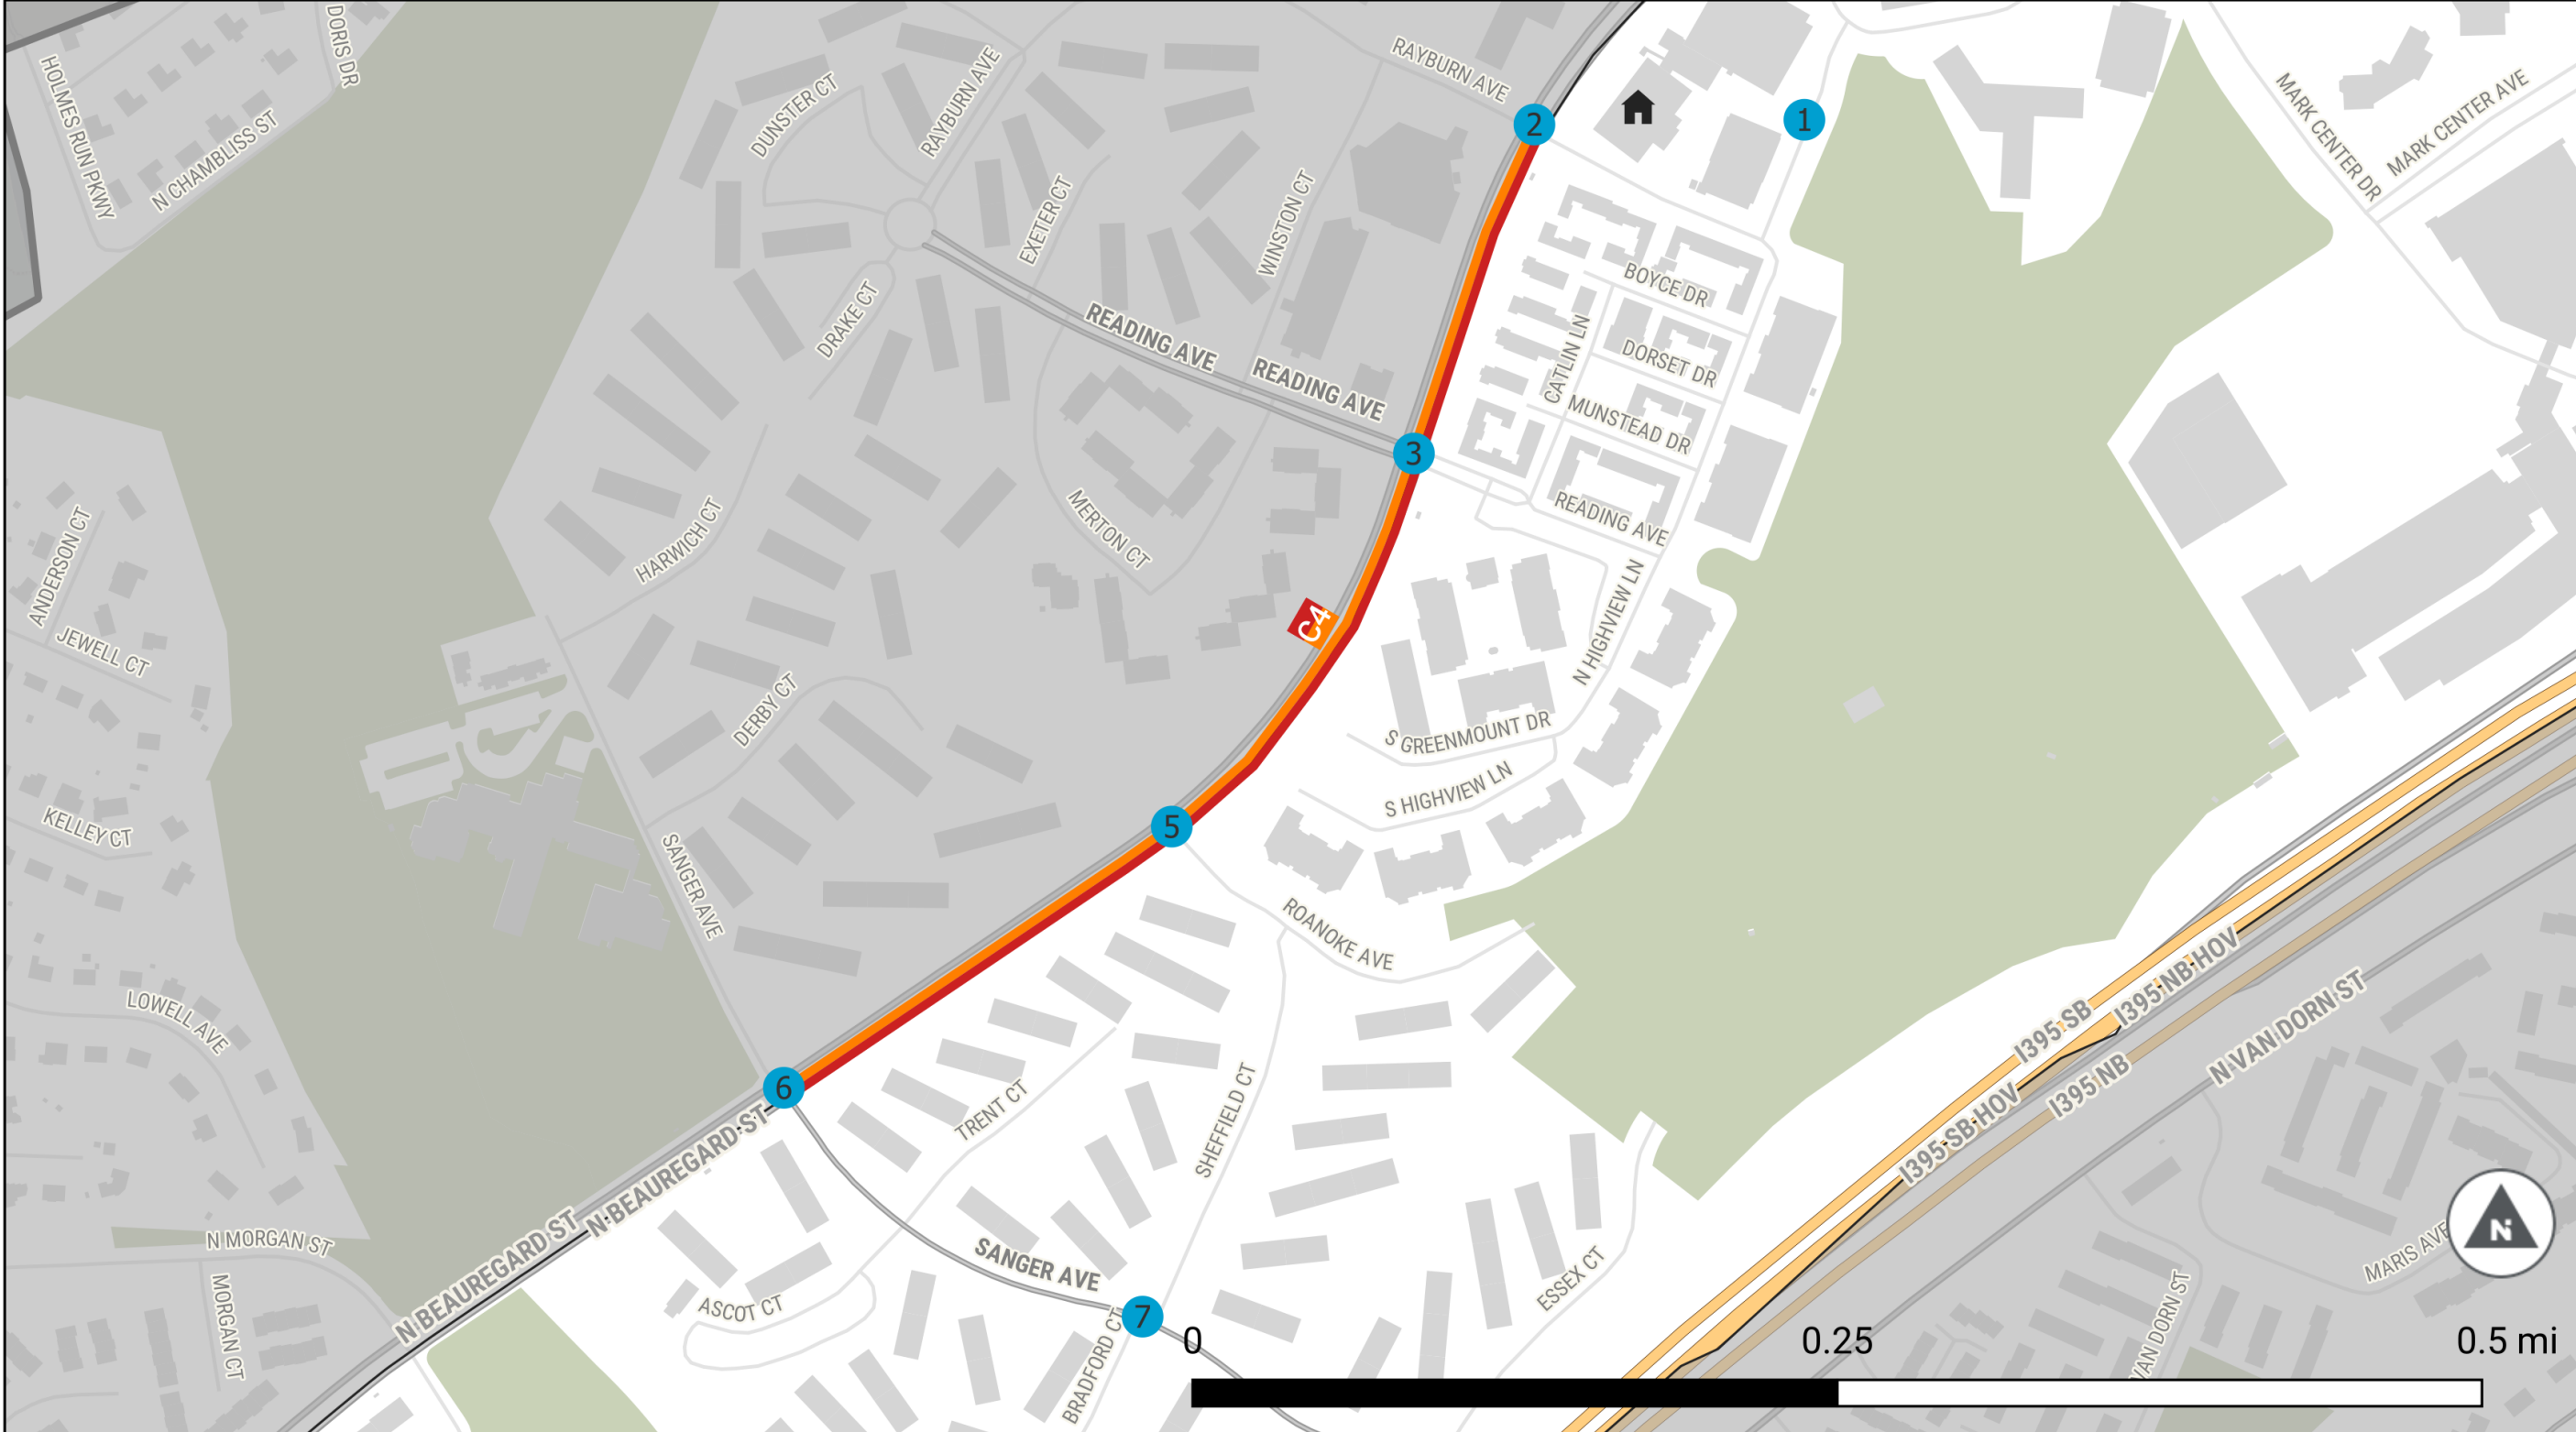 HOLMES RUN PKWY
DORIS DR
N CHAMBLISS ST
DUNSTER CT
RAYBURN AVE
RAYBURN AVE
2
1
MARK CENTER DR
MARK CENTER AVE
EXETER CT
WINSTON CT
DRAKE CT
READING AVE
READING AVE
BOYCE DR
CATLIN LN
DORSET DR
MUNSTEAD DR
3
READING AVE
ANDERSON CT
JEWELL CT
HARWICH CT
MERTON CT
C4
N HIGHVIEW LN
DERBY CT
S GREENMOUNT DR
S HIGHVIEW LN
KELLEY CT
5
SANGER AVE
ROANOKE AVE
LOWELL AVE
6
TRENT CT
SHEFFIELD CT
I395 SB
I395 NB HOV
I395 SB HOV
I395 NB
N VAN DORN ST
N BEAUREGARD ST
N BEAUREGARD ST
N MORGAN ST
MORGAN CT
SANGER AVE
ASCOT CT
7
BRADFORD CT
ESSEX CT
VAN DORN ST
MARIS AVE
N
0
0.25
0.5 mi